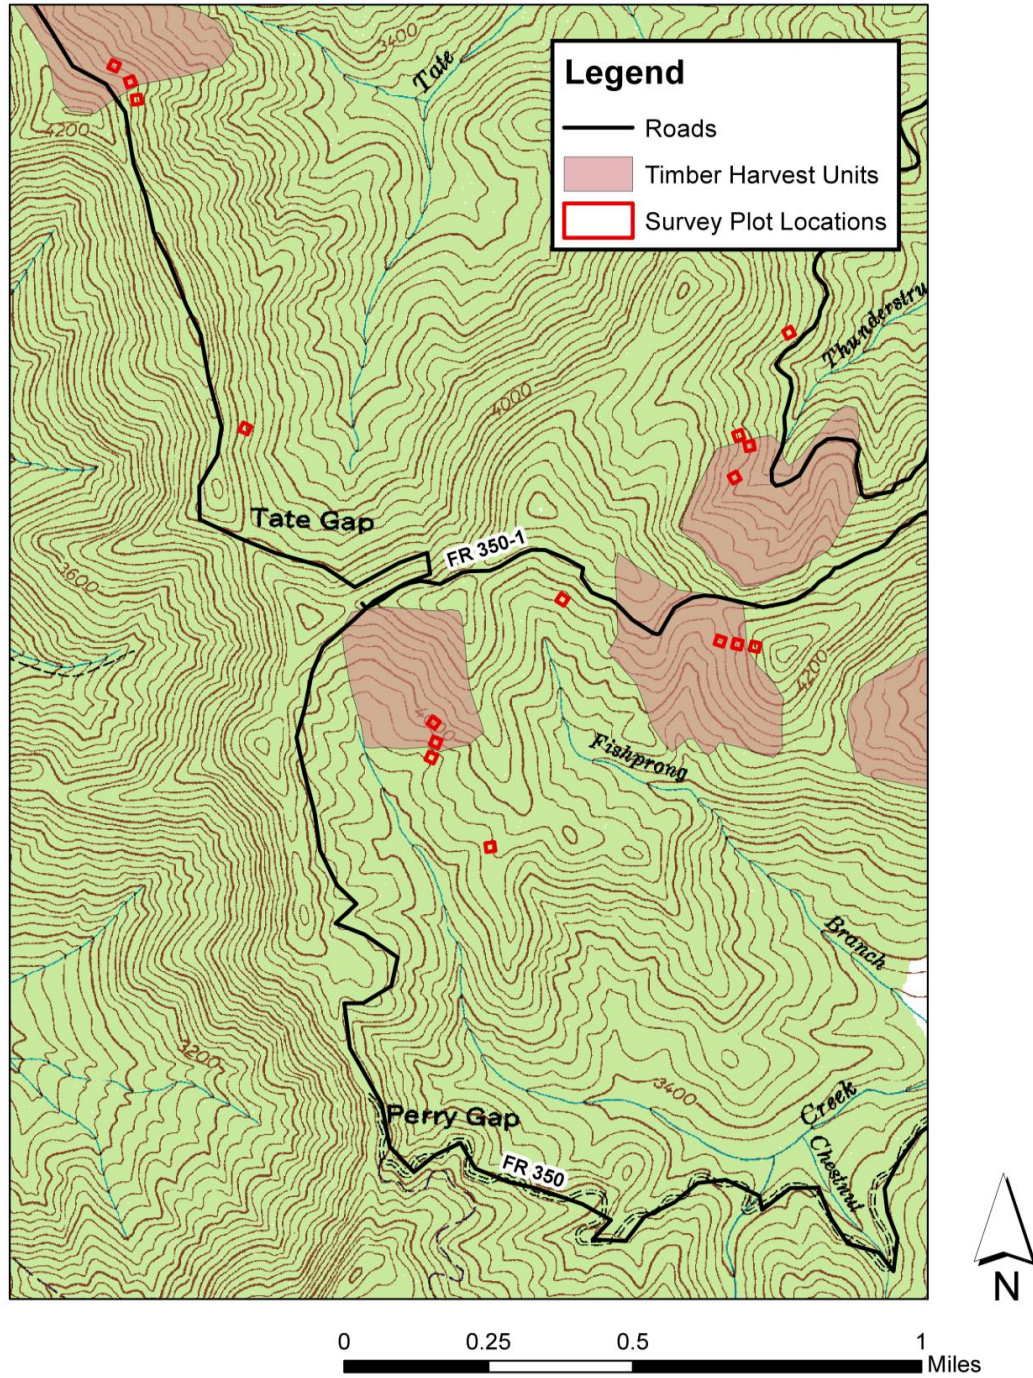 3400
Tate
Legend
Roads
Timber Harvest Units
Survey Plot Locations
4200
Thunderstru
4000
Tate Gap
FR 350-1
3600
4200
Fishprong
Branch
3200
3400
Creek
Perry Gap
Chestnut
FR 350
N
0 0.25 0.5 1
Miles